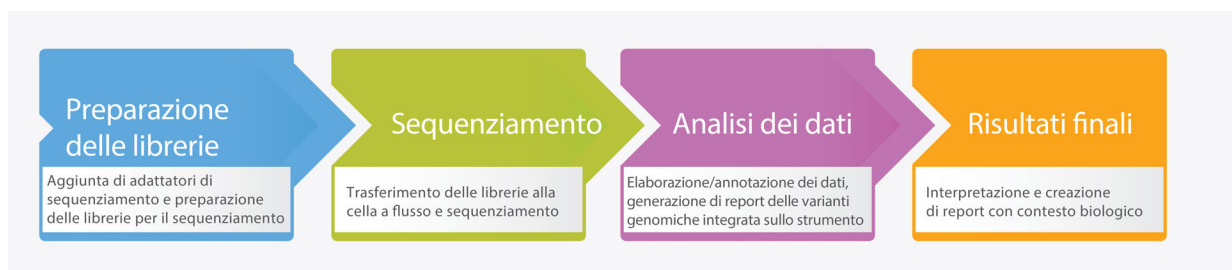 Preparazione
delle librerie
Aggiunta di adattatori di
sequenziamento e preparazione
delle librerie per il sequenziamento
Sequenziamento
Trasferimento delle librerie alla
cella a flusso e sequenziamento
Analisi dei dati
Elaborazione/annotazione dei dati,
generazione di report delle varianti
genomiche integrata sullo strumento
Risultati finali
Interpretazione e creazione
di report con contesto biologico